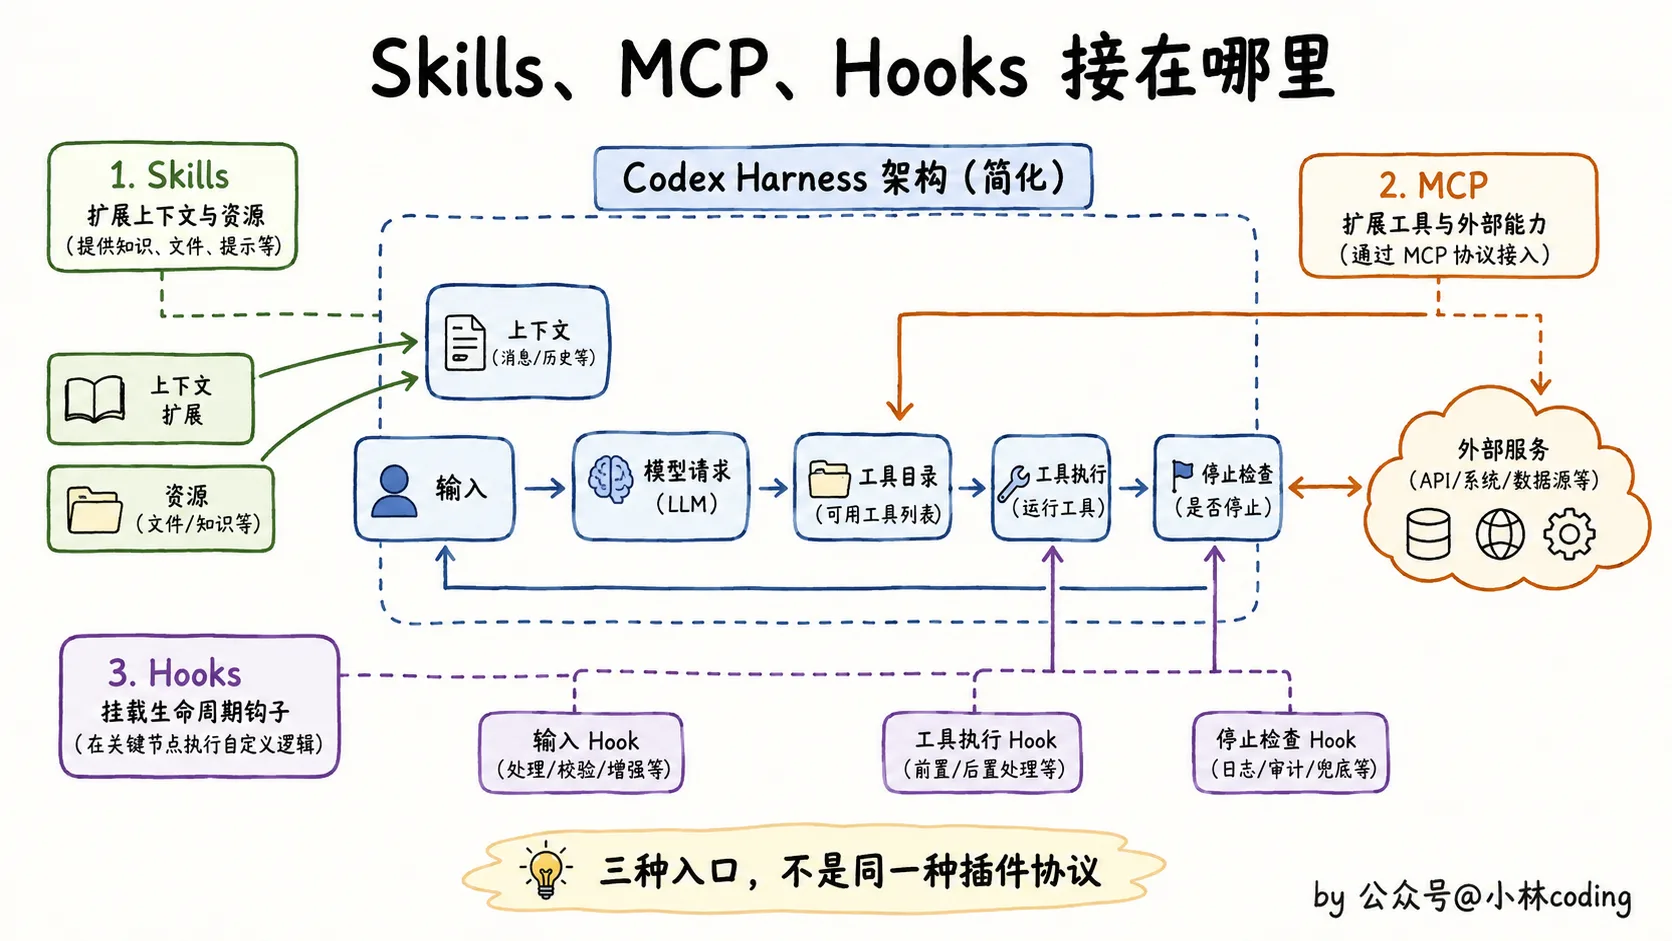 Skills、MCP、Hooks 接在哪里
1. Skills
扩展上下文与资源
（提供知识、文件、提示等）
Codex Harness 架构（简化）
2. MCP
扩展工具与外部能力
（通过 MCP 协议接入）
上下文
（消息/历史等）
上下文
扩展
资源
（文件/知识等）
输入
模型请求
（LLM）
工具目录
（可用工具列表）
工具执行
（运行工具）
停止检查
（是否停止）
外部服务
（API/系统/数据源等）
3. Hooks
挂载生命周期钩子
（在关键节点执行自定义逻辑）
输入 Hook
（处理/校验/增强等）
工具执行 Hook
（前置/后置处理等）
停止检查 Hook
（日志/审计/兜底等）
三种入口，不是同一种插件协议
by 公众号@小林coding